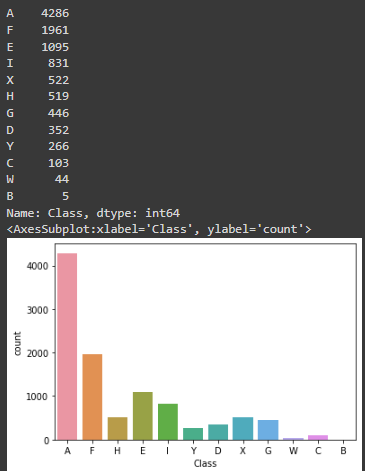 A 4286
F 1961
E 1095
I 831
X 522
H 519
G 446
D 352
Y 266
C 103
W 44
B 5
Name: Class, dtype: int64
<AxesSubplot:xlabel='Class', ylabel='count'>
4000
3000
2000
1000
0
count
A F H E I Y D X G W C B
Class